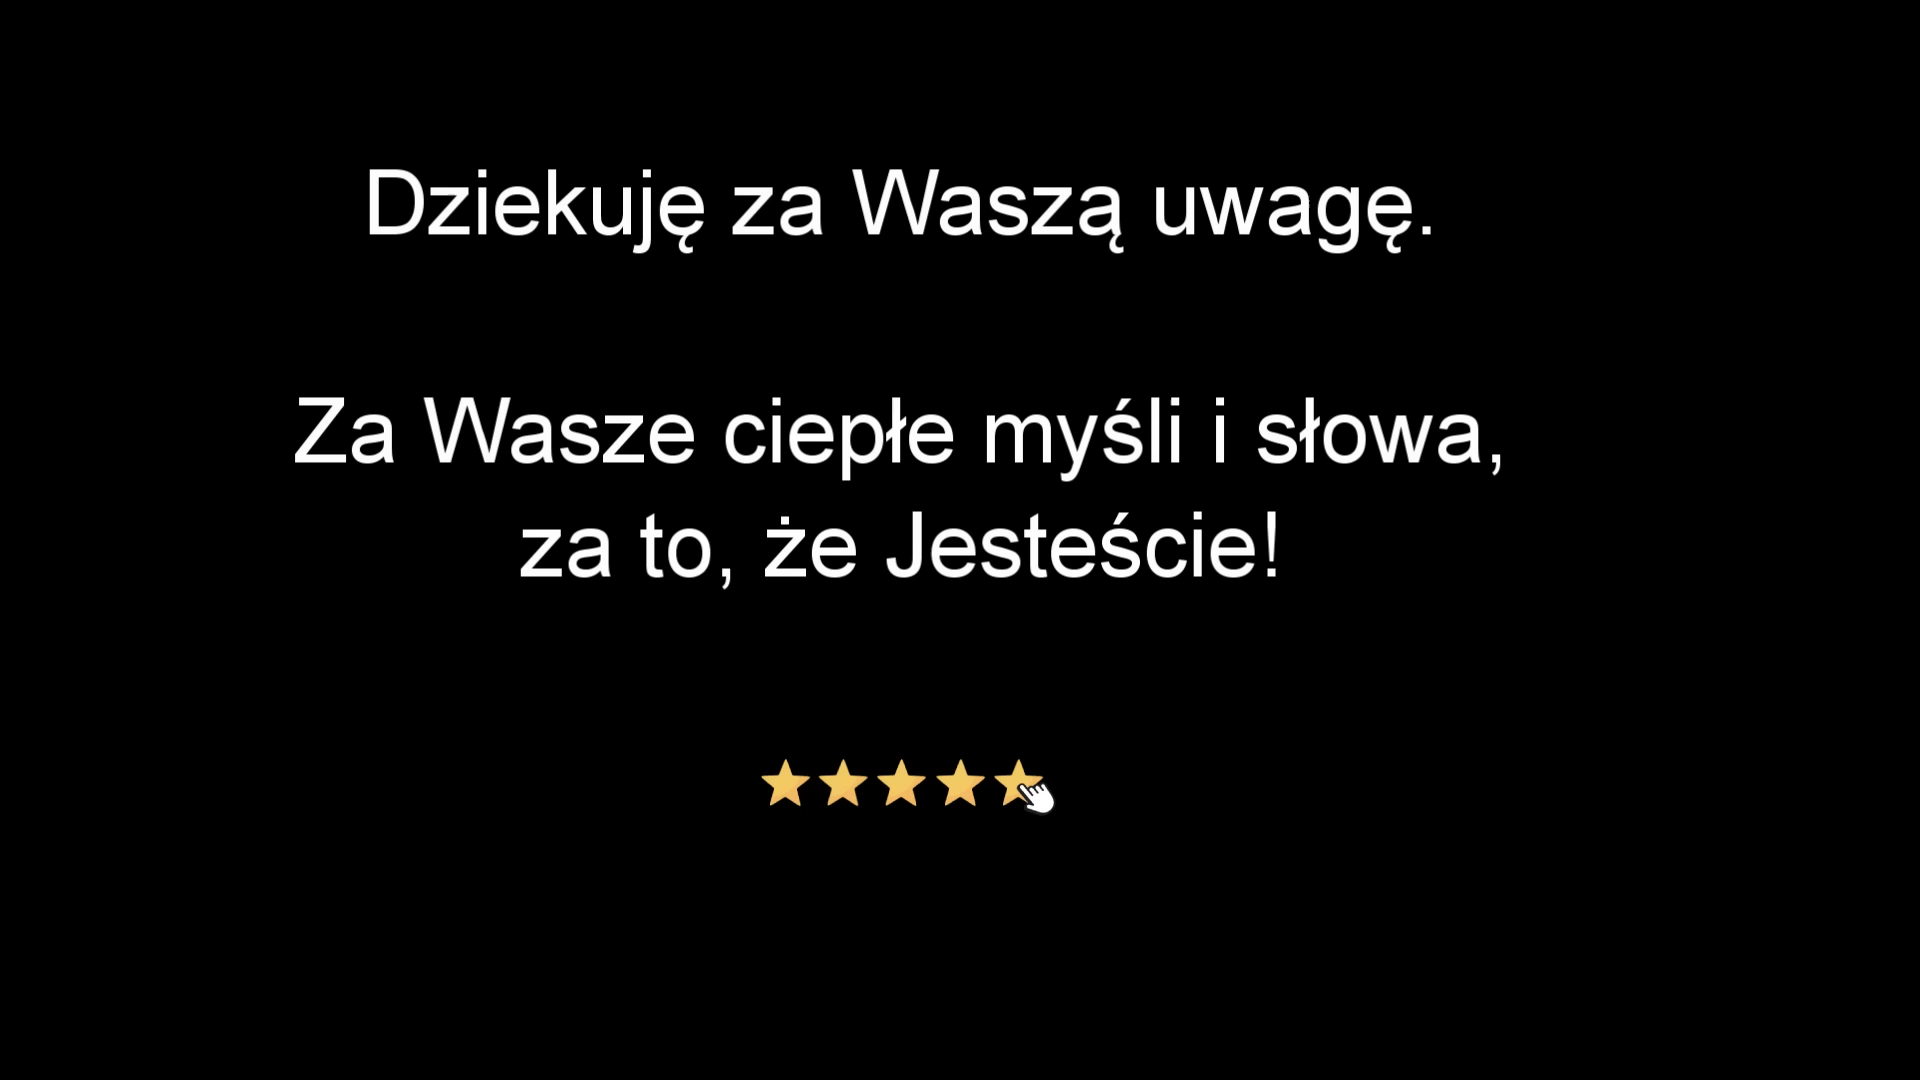 Dziekuję za Waszą uwagę.
Za Wasze ciepłe myśli i słowa,
za to, że Jesteście!